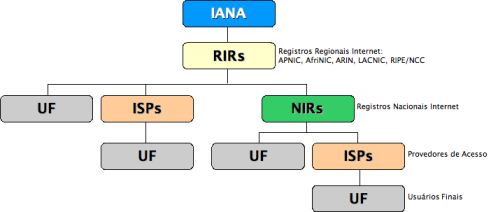 IANA
RIRs
Registros Regionais Internet:
APNIC, AfriNIC, ARIN, LACNIC, RIPE/NCC
UF
ISPs
NIRs
Registros Nacionais Internet
UF
UF
ISPs
Provedores de Acesso
UF
Usuários Finais